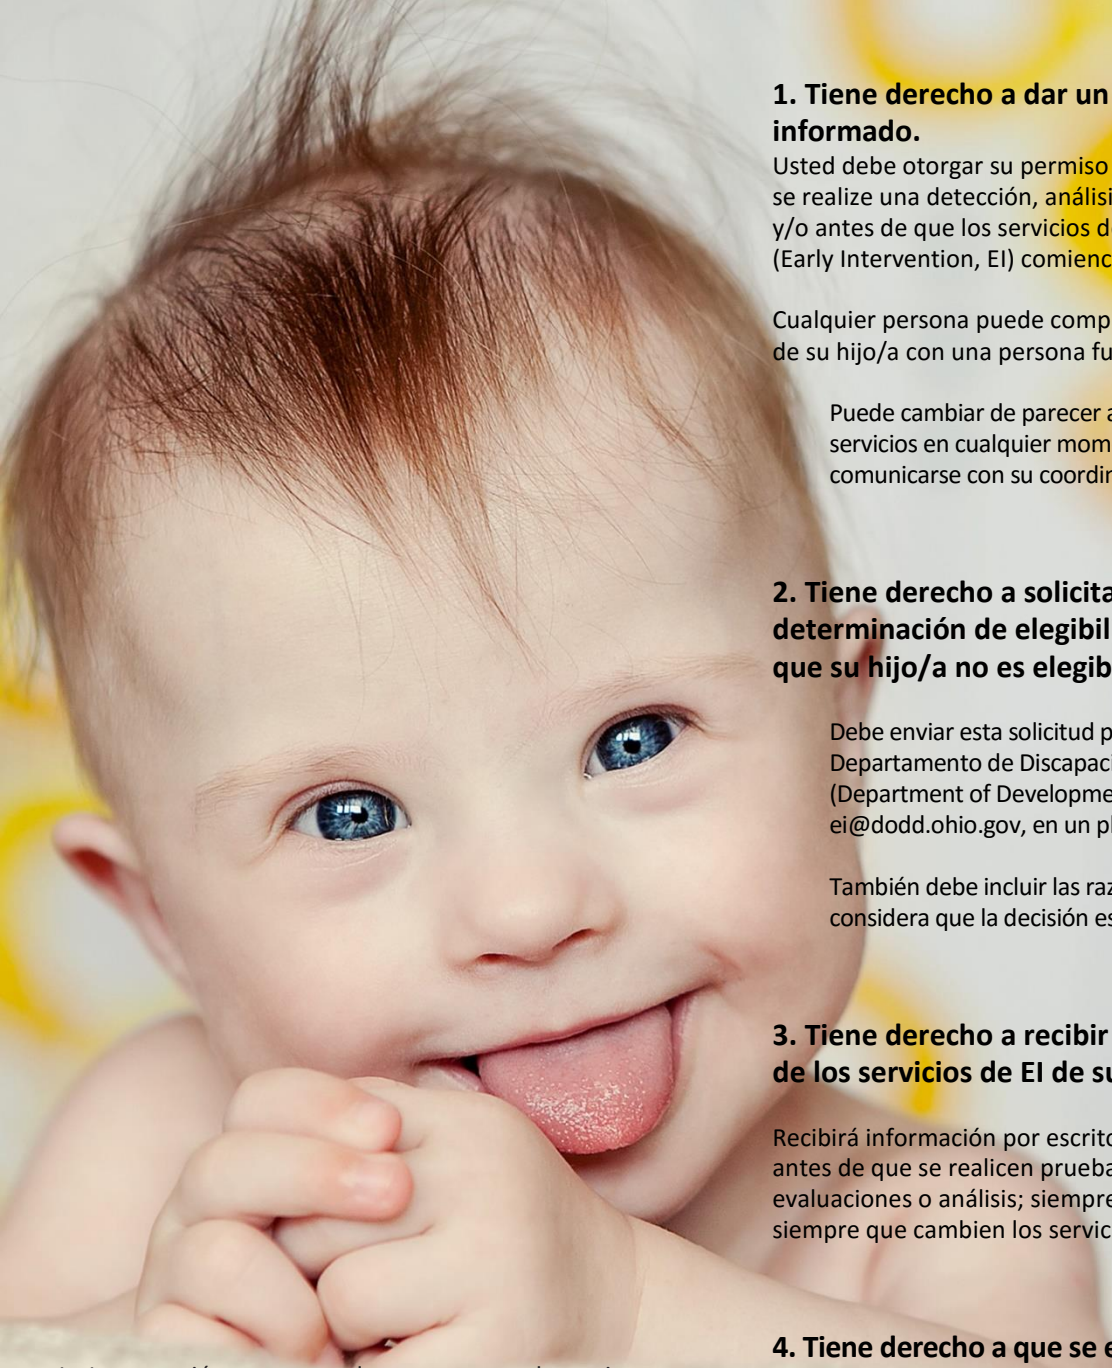 1. Tiene derecho a dar un
informado.
Usted debe otorgar su permiso
se realize una detección, análisi
y/o antes de que los servicios d
(Early Intervention, EI) comienc
Cualquier persona puede comp
de su hijo/a con una persona fu
Puede cambiar de parecer a
servicios en cualquier mom
comunicarse con su coordin
2. Tiene derecho a solicita
determinación de elegibil
que su hijo/a no es elegib
Debe enviar esta solicitud p
Departamento de Discapaci
(Department of Developme
ei@dodd.ohio.gov, en un pl
También debe incluir las raz
considera que la decisión es
3. Tiene derecho a recibir
de los servicios de EI de su
Recibirá información por escrito
antes de que se realicen prueba
evaluaciones o análisis; siempre
siempre que cambien los servic
4. Tiene derecho a que se e